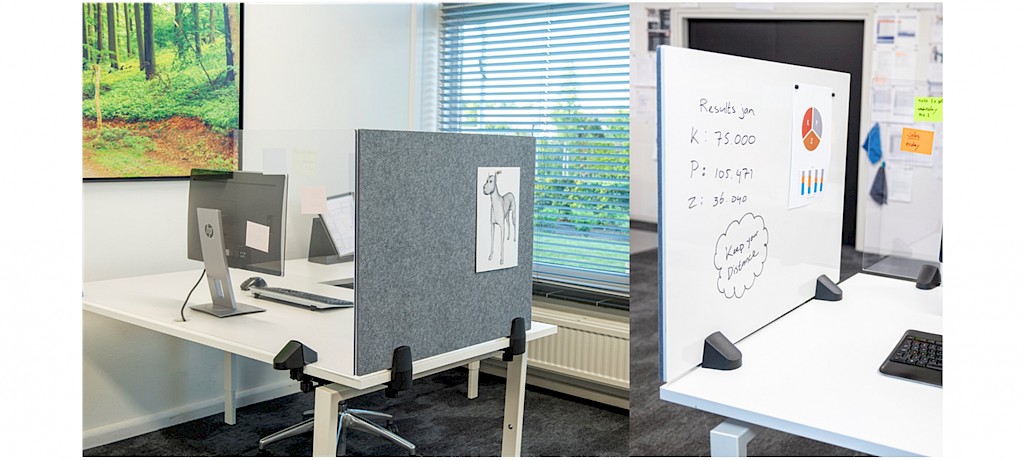 hp
Results jan
K: 75.000
P: 105.471
Z: 36.040
Keep your
Distance